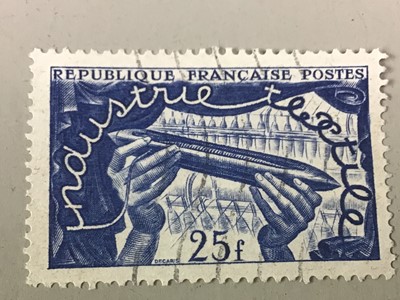 REPUBLIQUE FRANÇAISE POSTES
industrie textile
25f
DECARIS